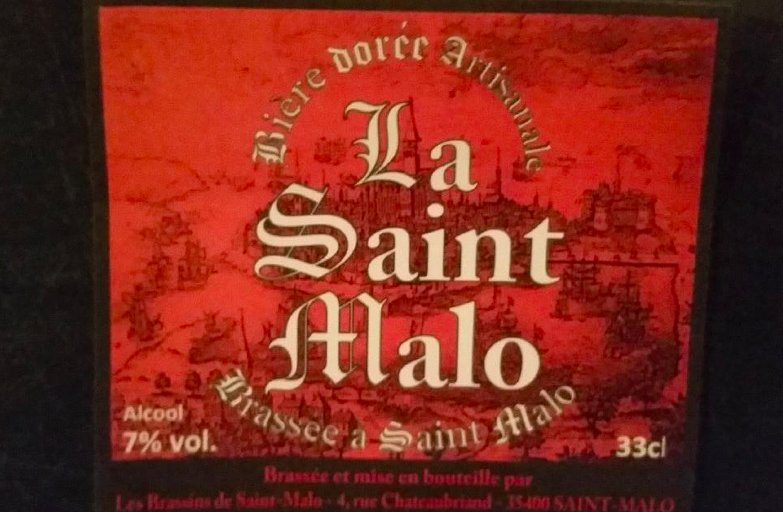 Bière dorée Artisanale
La
Saint
Malo
Brassée a Saint Malo
Alcool
7% vol.
33cl
Brassée et mise en bouteille par
Les Brassins de Saint-Malo - 4, rue Chateaubriand - 35400 SAINT-MALO